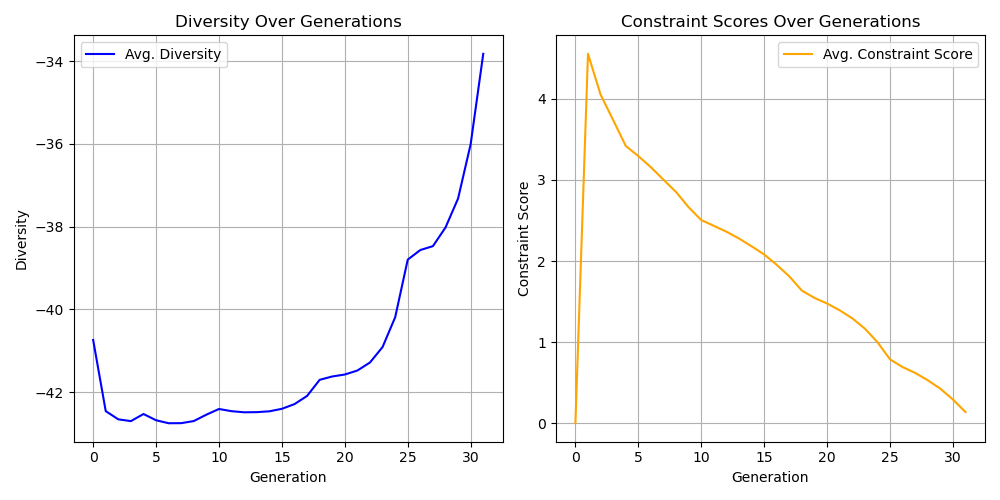 Diversity Over Generations
Avg. Diversity
−34
−36
−38
−40
−42
Diversity
0 5 10 15 20 25 30
Generation
Constraint Scores Over Generations
Avg. Constraint Score
4
3
2
1
0
Constraint Score
0 5 10 15 20 25 30
Generation